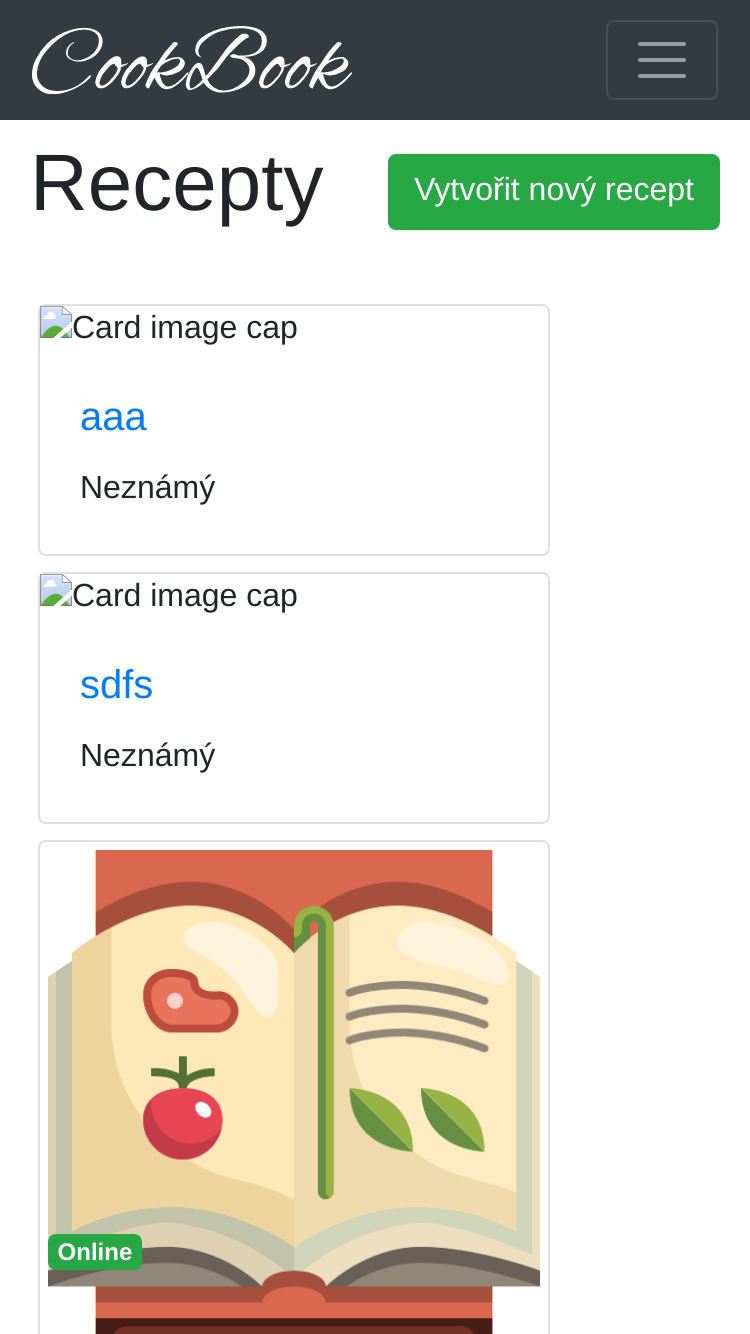 CookBook
Recepty
Vytvořit nový recept
Card image cap
aaa
Neznámý
Card image cap
sdfs
Neznámý
Online